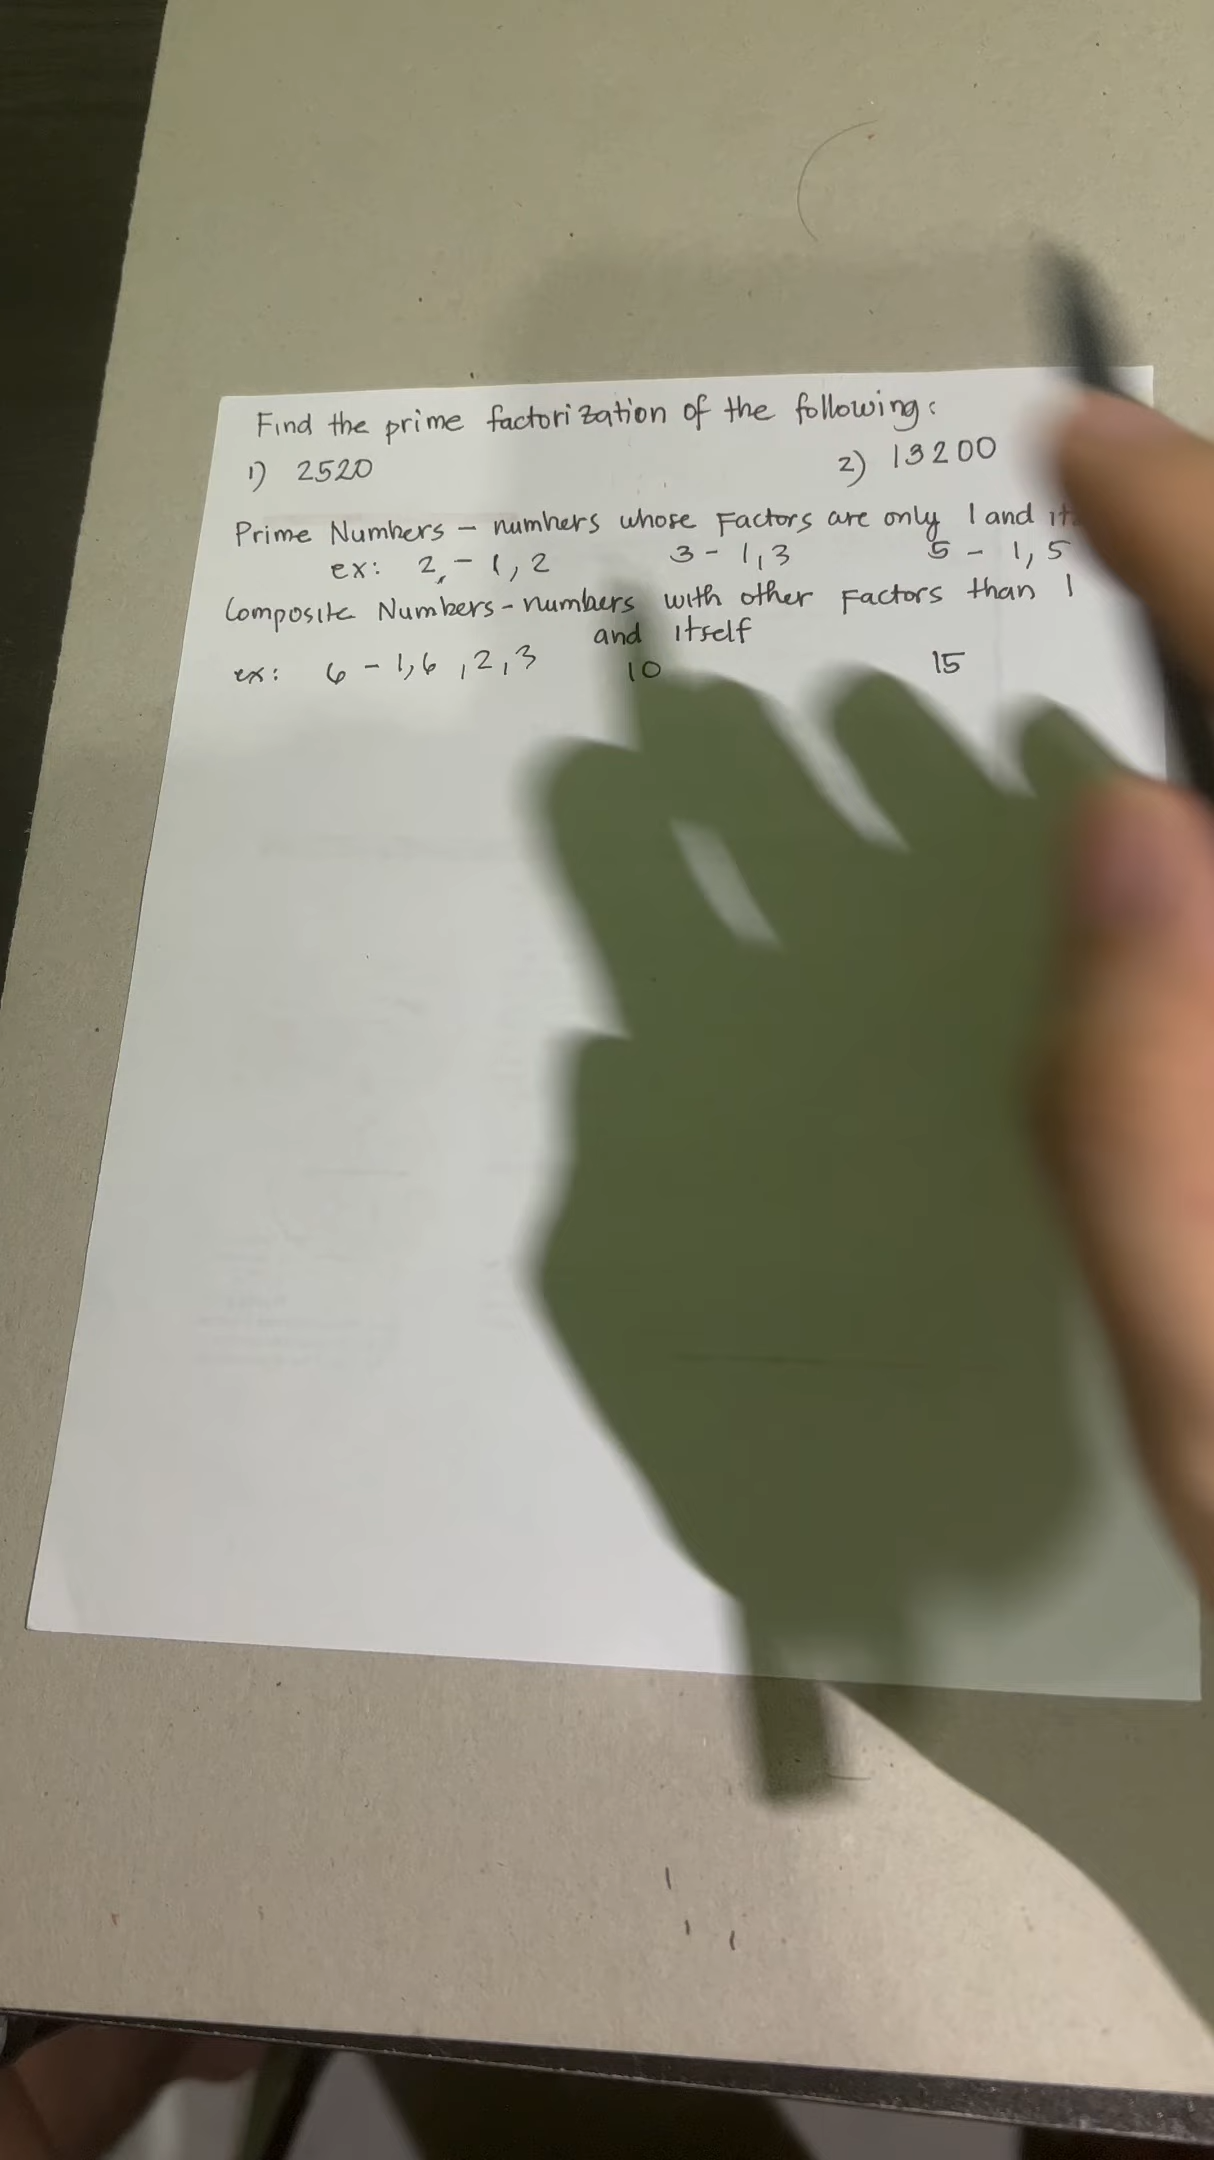 Find the prime factorization of the following:
1) 2520 2) 13200
Prime Numbers - numbers whose Factors are only 1 and
ex: 2, - 1, 2 3 - 1, 3 5 - 1, 5
Composite Numbers - numbers with other Factors than 1
and itself
ex: 6 - 1, 6, 2, 3 10 15